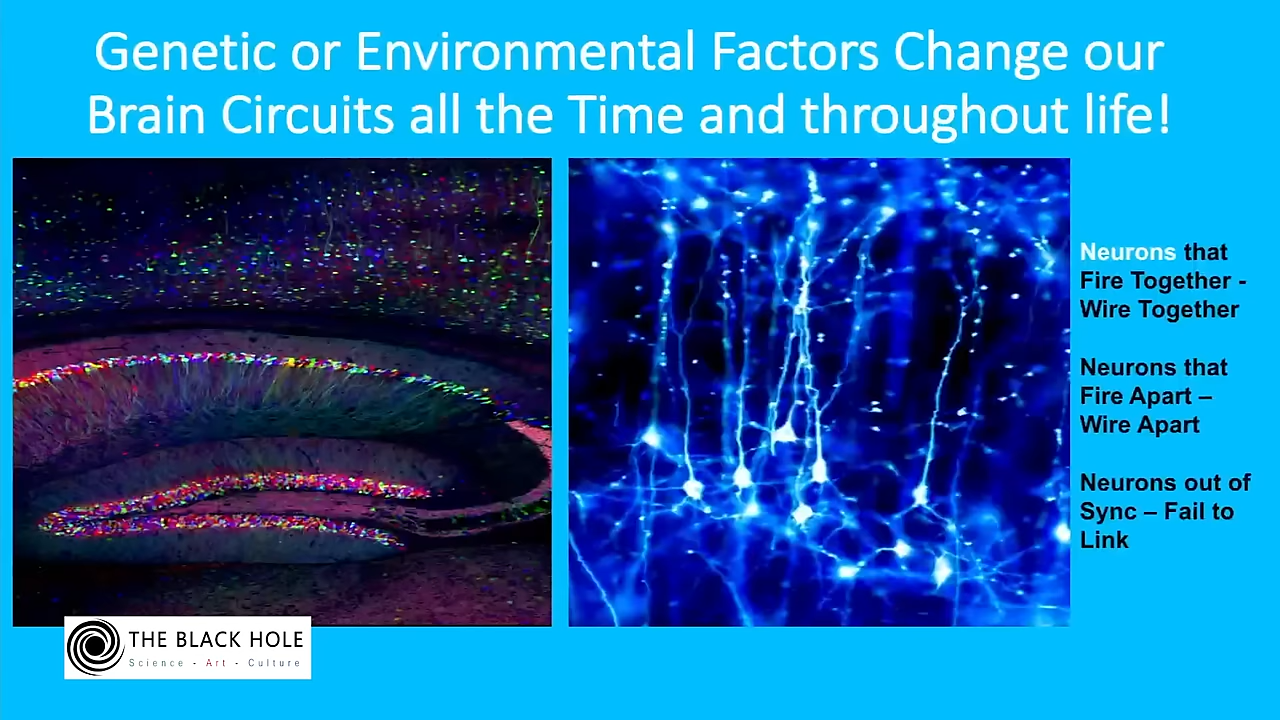 Genetic or Environmental Factors Change our
Brain Circuits all the Time and throughout life!
Neurons that
Fire Together -
Wire Together
Neurons that
Fire Apart –
Wire Apart
Neurons out of
Sync – Fail to
Link
THE BLACK HOLE
Science - Art - Culture